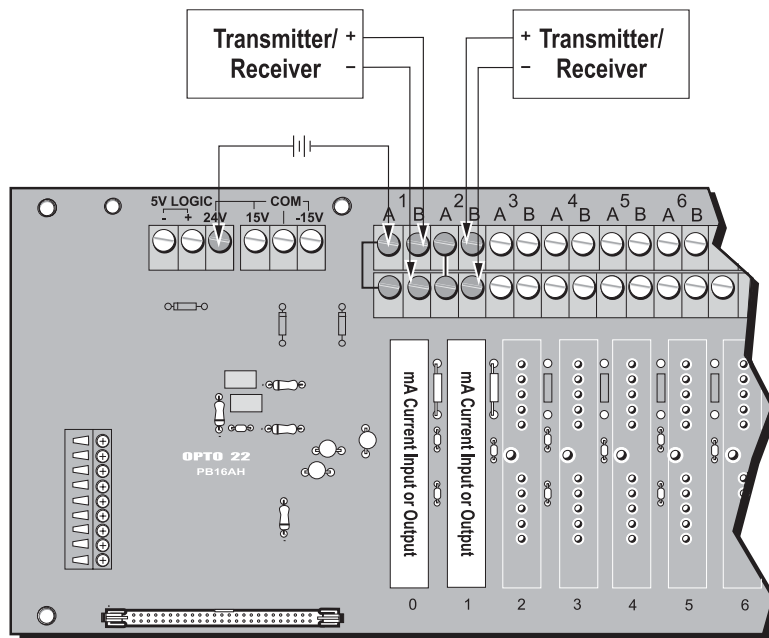 Transmitter/ +
Receiver −
+ Transmitter/
− Receiver
5V LOGIC COM
- + 24V 15V -15V
1 2 3 4 5 6
A B A B A B A B A B A B
mA Current Input or Output
mA Current Input or Output
OPTO 22
PB16AH
0 1 2 3 4 5 6